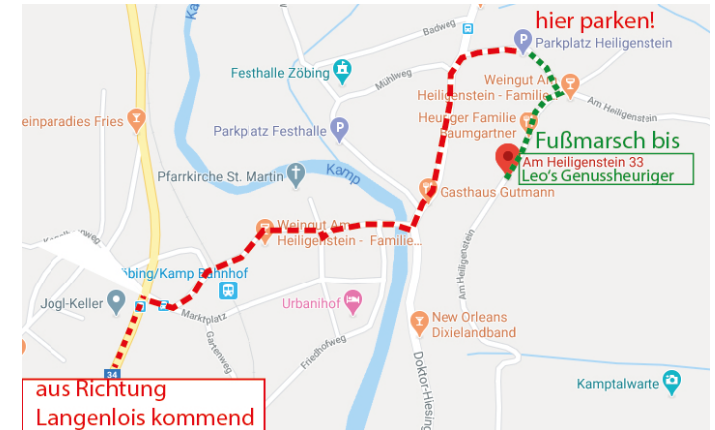 hier parken!
Badweg
Parkplatz Heiligenstein
Festhalle Zöbing
Mühlweg
Weingut Am
Heiligenstein - Familie...
Am Heiligenstein
einparadies Fries
Heuriger Familie
Baumgartner
Parkplatz Festhalle
Fußmarsch bis
Am Heiligenstein 33
Leo's Genussheuriger
Pfarrkirche St. Martin
Kamp
Gasthaus Gutmann
Weingut Am
Heiligenstein - Familie...
Am Heiligenstein
öbing/Kamp Bahnhof
Jogl-Keller
Marktplatz
Urbanihof
New Orleans
Dixielandband
Gartenweg
Friedhofweg
Doktor-Hiesing
34
Kamptalwarte
aus Richtung
Langenlois kommend